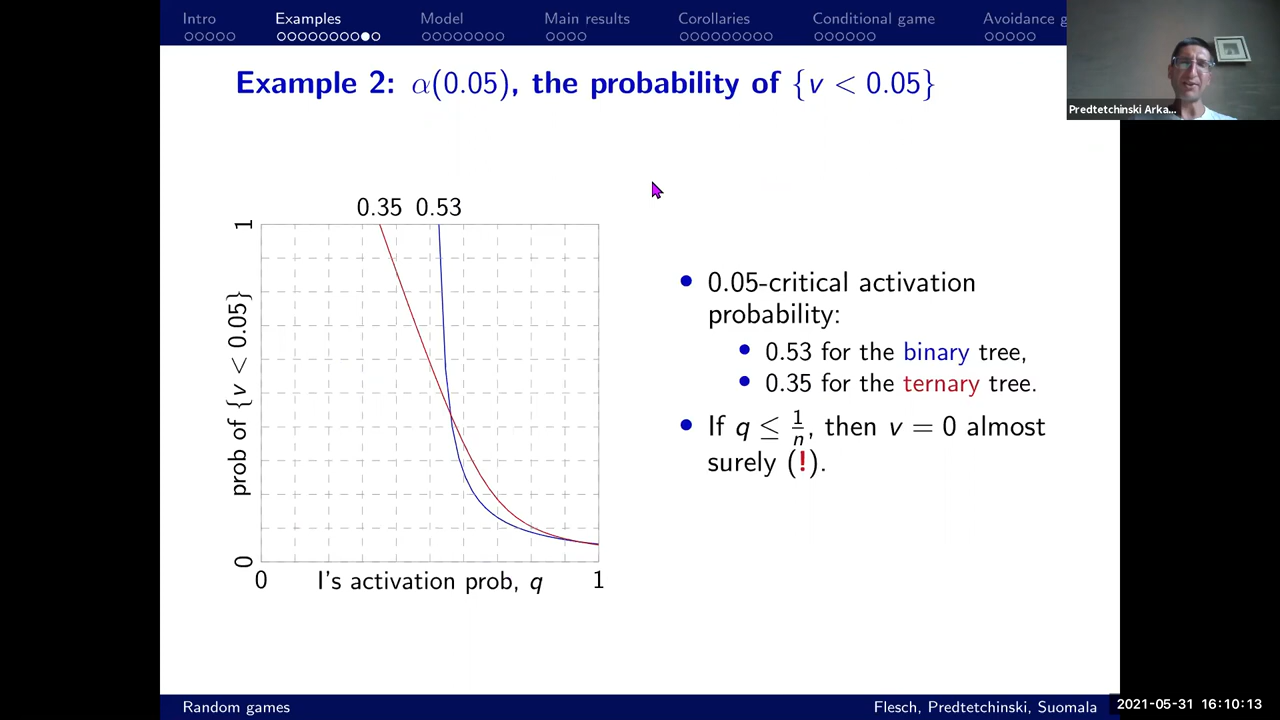 Intro Examples Model Main results Corollaries Conditional game Avoidance g
Example 2: α(0.05), the probability of {v < 0.05}
Predtetchinski Arka...
0.35 0.53
1
prob of {v < 0.05}
0
0 I's activation prob, q 1
• 0.05-critical activation
probability:
• 0.53 for the binary tree,
• 0.35 for the ternary tree.
• If q ≤ 1/n, then v = 0 almost
surely (!).
Random games Flesch, Predtetchinski, Suomala
2021-05-31 16:10:13